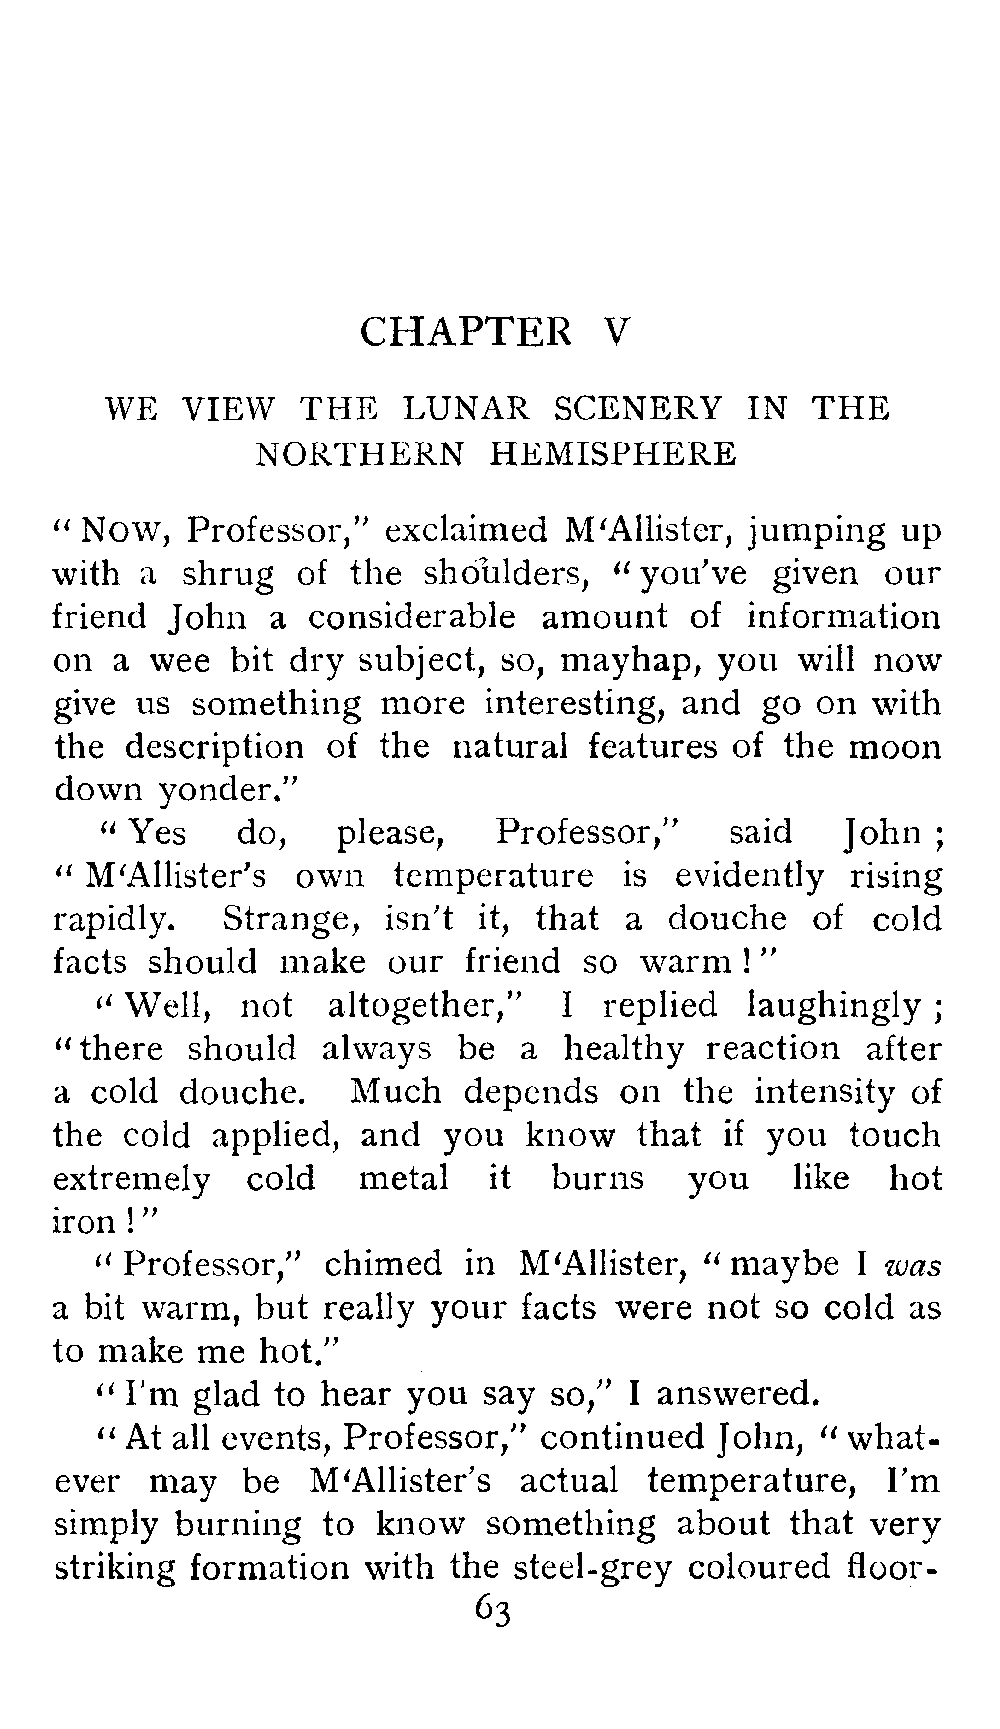 CHAPTER V
WE VIEW THE LUNAR SCENERY IN THE
NORTHERN HEMISPHERE
“ NOW, Professor,” exclaimed M‘Allister, jumping up
with a shrug of the shoulders, “ you’ve given our
friend John a considerable amount of information
on a wee bit dry subject, so, mayhap, you will now
give us something more interesting, and go on with
the description of the natural features of the moon
down yonder.”
“ Yes do, please, Professor,” said John ;
“ M‘Allister’s own temperature is evidently rising
rapidly. Strange, isn’t it, that a douche of cold
facts should make our friend so warm ! ”
“ Well, not altogether,” I replied laughingly ;
“ there should always be a healthy reaction after
a cold douche. Much depends on the intensity of
the cold applied, and you know that if you touch
extremely cold metal it burns you like hot
iron ! ”
“ Professor,” chimed in M‘Allister, “ maybe I was
a bit warm, but really your facts were not so cold as
to make me hot.”
“ I’m glad to hear you say so,” I answered.
“ At all events, Professor,” continued John, “ what-
ever may be M‘Allister’s actual temperature, I’m
simply burning to know something about that very
striking formation with the steel-grey coloured floor-
63